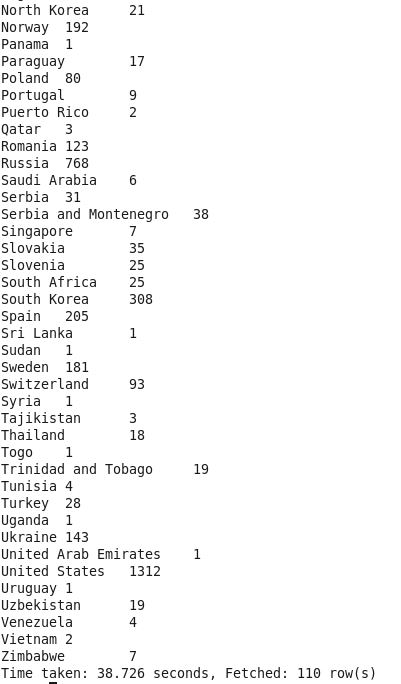 North Korea 21
Norway 192
Panama 1
Paraguay 17
Poland 80
Portugal 9
Puerto Rico 2
Qatar 3
Romania 123
Russia 768
Saudi Arabia 6
Serbia 31
Serbia and Montenegro 38
Singapore 7
Slovakia 35
Slovenia 25
South Africa 25
South Korea 308
Spain 205
Sri Lanka 1
Sudan 1
Sweden 181
Switzerland 93
Syria 1
Tajikistan 3
Thailand 18
Togo 1
Trinidad and Tobago 19
Tunisia 4
Turkey 28
Uganda 1
Ukraine 143
United Arab Emirates 1
United States 1312
Uruguay 1
Uzbekistan 19
Venezuela 4
Vietnam 2
Zimbabwe 7
Time taken: 38.726 seconds, Fetched: 110 row(s)